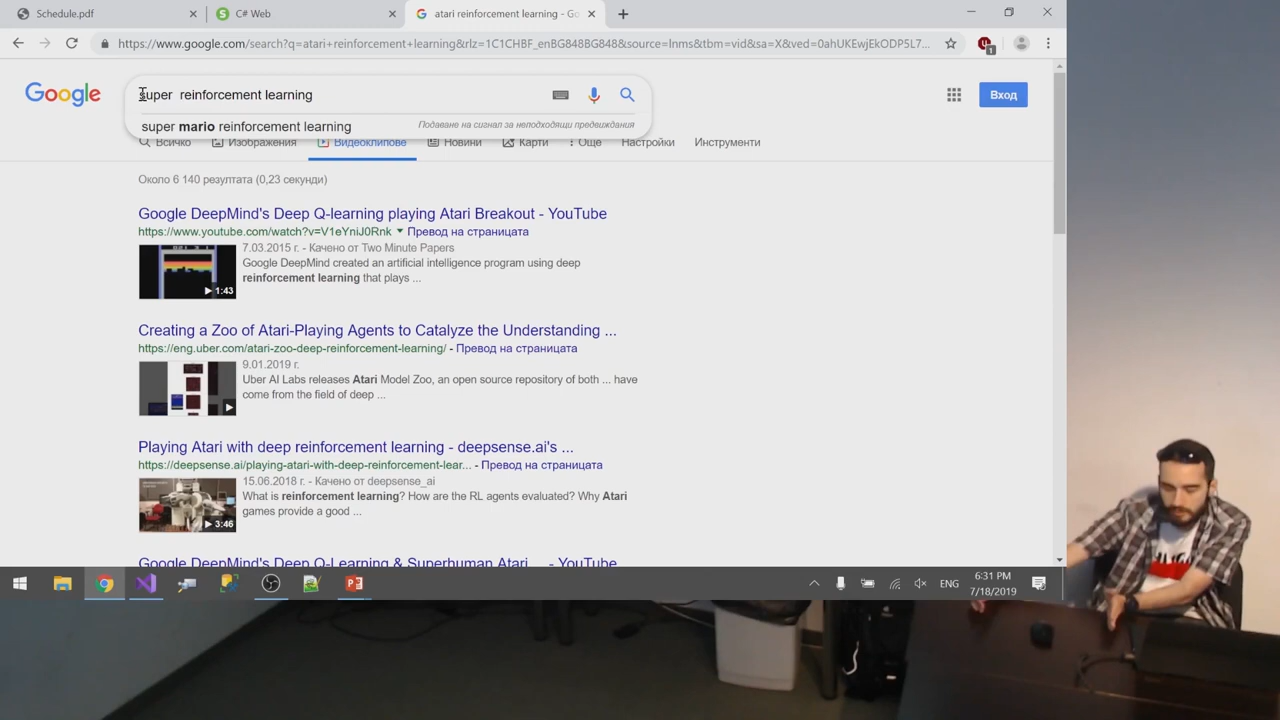 Schedule.pdf
C# Web
atari reinforcement learning - Go
https://www.google.com/search?q=atari+reinforcement+learning&rlz=1C1CHBF_enBG848BG848&source=lnms&tbm=vid&sa=X&ved=0ahUKEwjEkODP5L7...
1
Google
super reinforcement learning
Вход
super mario reinforcement learning
Подаване на сигнал за неподходящи предвиждания
Всичко Изображения Видеоклипове Новини Карти Още Настройки Инструменти
Около 6 140 резултата (0,23 секунди)
Google DeepMind's Deep Q-learning playing Atari Breakout - YouTube
https://www.youtube.com/watch?v=V1eYniJ0Rnk Превод на страницата
7.03.2015 г. - Качено от Two Minute Papers
Google DeepMind created an artificial intelligence program using deep
reinforcement learning that plays ...
1:43
Creating a Zoo of Atari-Playing Agents to Catalyze the Understanding ...
https://eng.uber.com/atari-zoo-deep-reinforcement-learning/ - Превод на страницата
9.01.2019 г.
Uber AI Labs releases Atari Model Zoo, an open source repository of both ... have
come from the field of deep ...
Playing Atari with deep reinforcement learning - deepsense.ai's ...
https://deepsense.ai/playing-atari-with-deep-reinforcement-lear... - Превод на страницата
15.06.2018 г. - Качено от deepsense_ai
What is reinforcement learning? How are the RL agents evaluated? Why Atari
games provide a good ...
3:46
Google DeepMind's Deep Q-Learning & Superhuman Atari ... - YouTube
ENG
6:31 PM
7/18/2019